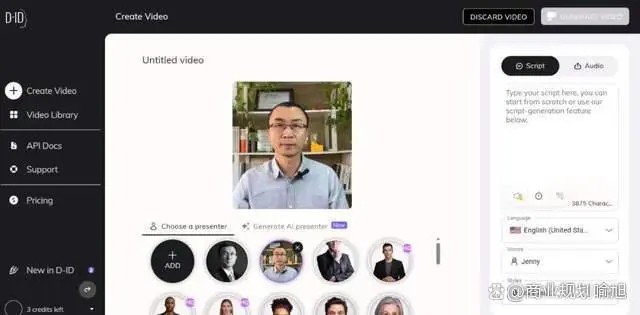 D-ID
Create Video
DISCARD VIDEO
GENERATE VIDEO
Create Video
Video Library
API Docs
Support
Pricing
New in D-ID
2
3 credits left
Untitled video
Choose a presenter
Generate AI presenter New
ADD
HQ
HQ
HQ
Script
Audio
Type your script here, you can
start from scratch or use our
script-generation feature
below.
3875 Charac...
Language
English (United Sta...
Voices
Jenny
Styles
@商业规划喻旭